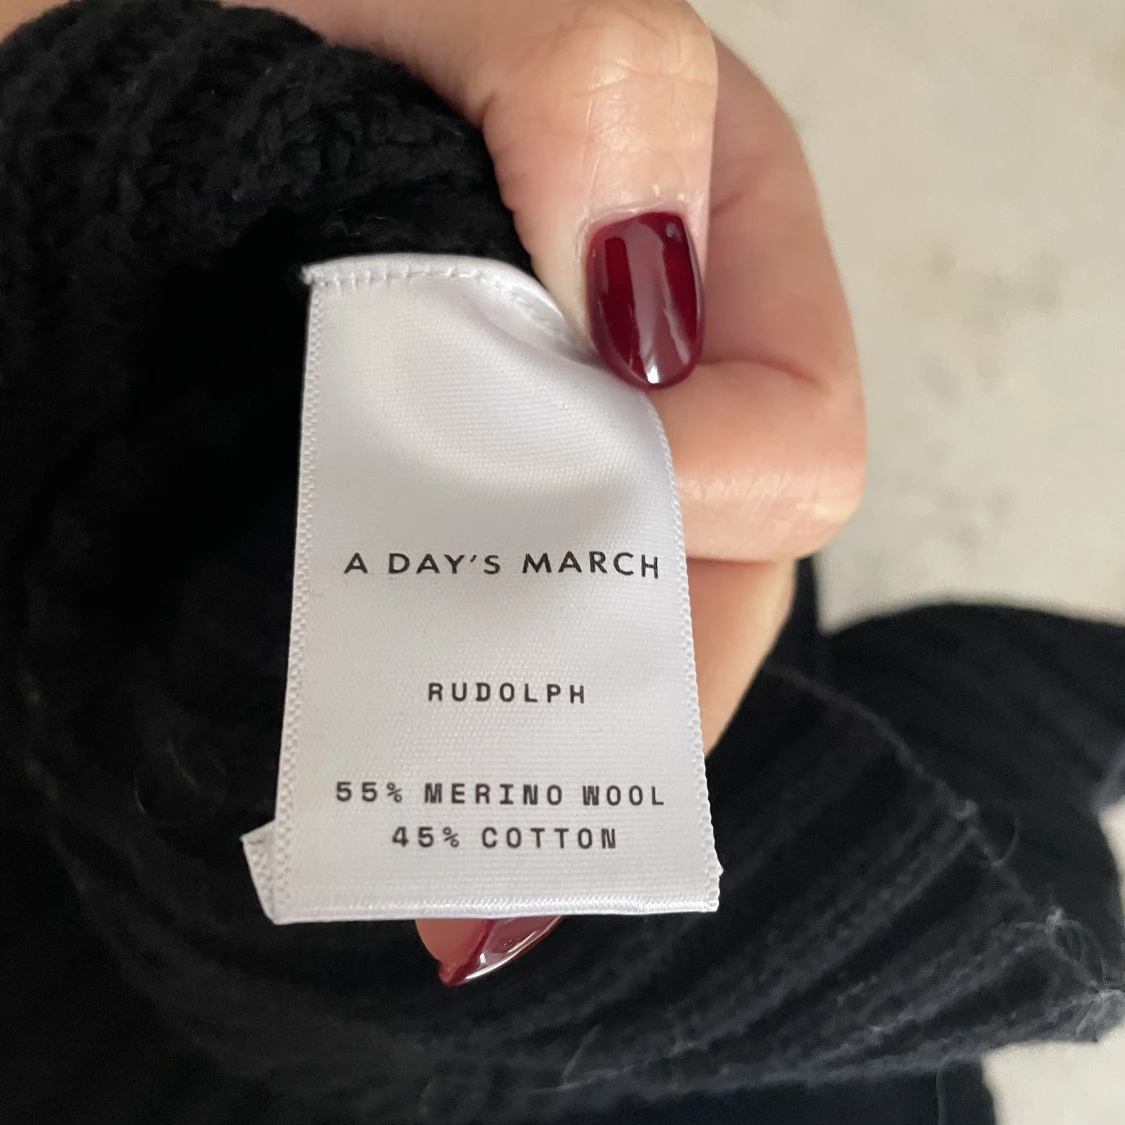 A DAY'S MARCH
RUDOLPH
55% MERINO WOOL
45% COTTON